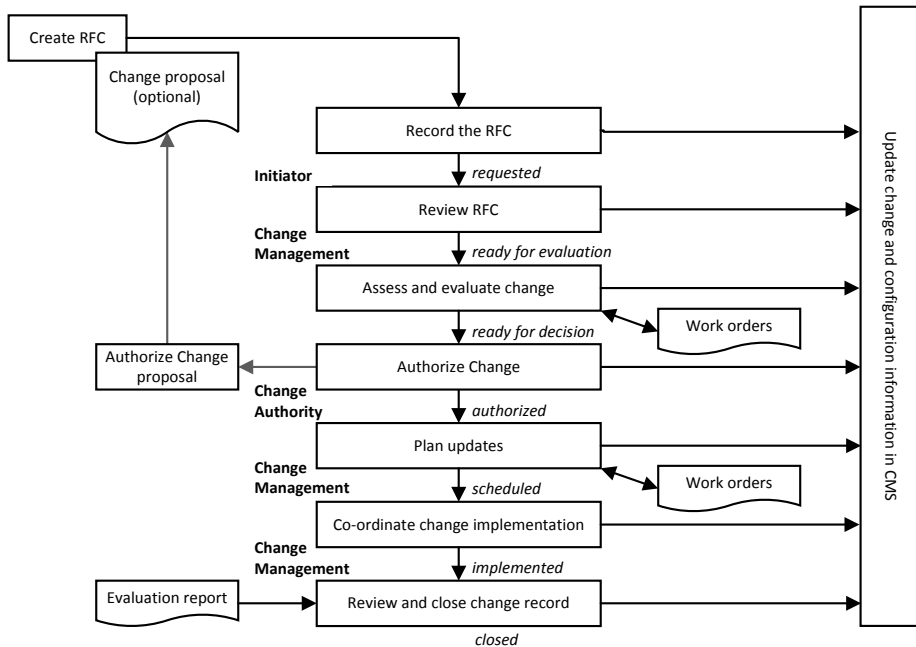 Create RFC
Change proposal
(optional)
Record the RFC
Initiator
requested
Review RFC
Change
Management
ready for evaluation
Assess and evaluate change
ready for decision
Work orders
Authorize Change
proposal
Authorize Change
Change
Authority
authorized
Plan updates
Change
Management
scheduled
Work orders
Co-ordinate change implementation
Change
Management
implemented
Evaluation report
Review and close change record
closed
Update change and configuration information in CMS